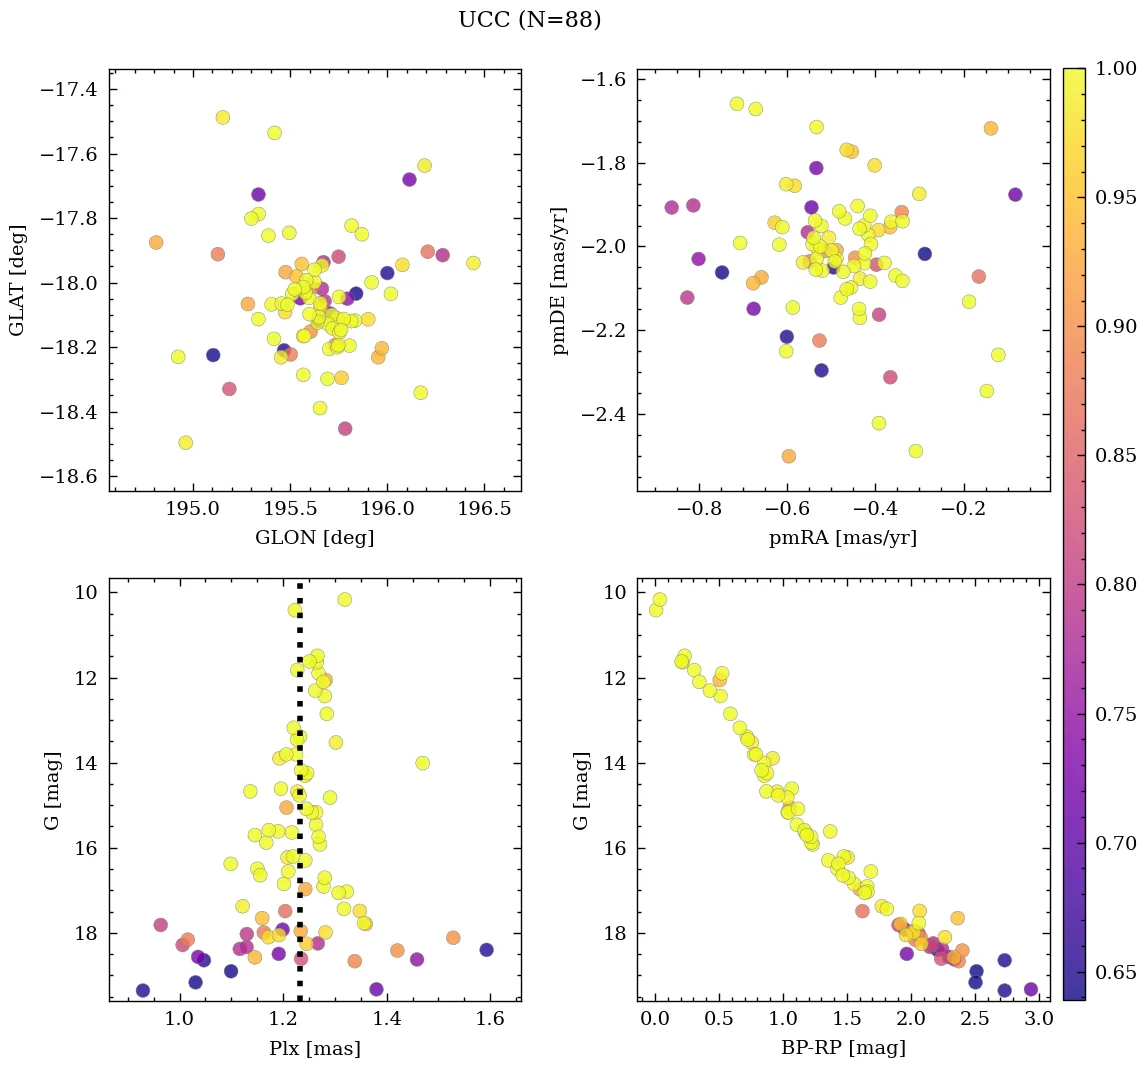 UCC (N=88)
−17.4
−17.6
−17.8
−18.0
−18.2
−18.4
−18.6
GLAT [deg]
195.0 195.5 196.0 196.5
GLON [deg]
−1.6
−1.8
−2.0
−2.2
−2.4
pmDE [mas/yr]
−0.8 −0.6 −0.4 −0.2
pmRA [mas/yr]
10
12
14
16
18
G [mag]
1.0 1.2 1.4 1.6
Plx [mas]
10
12
14
16
18
G [mag]
0.0 0.5 1.0 1.5 2.0 2.5 3.0
BP-RP [mag]
1.00
0.95
0.90
0.85
0.80
0.75
0.70
0.65